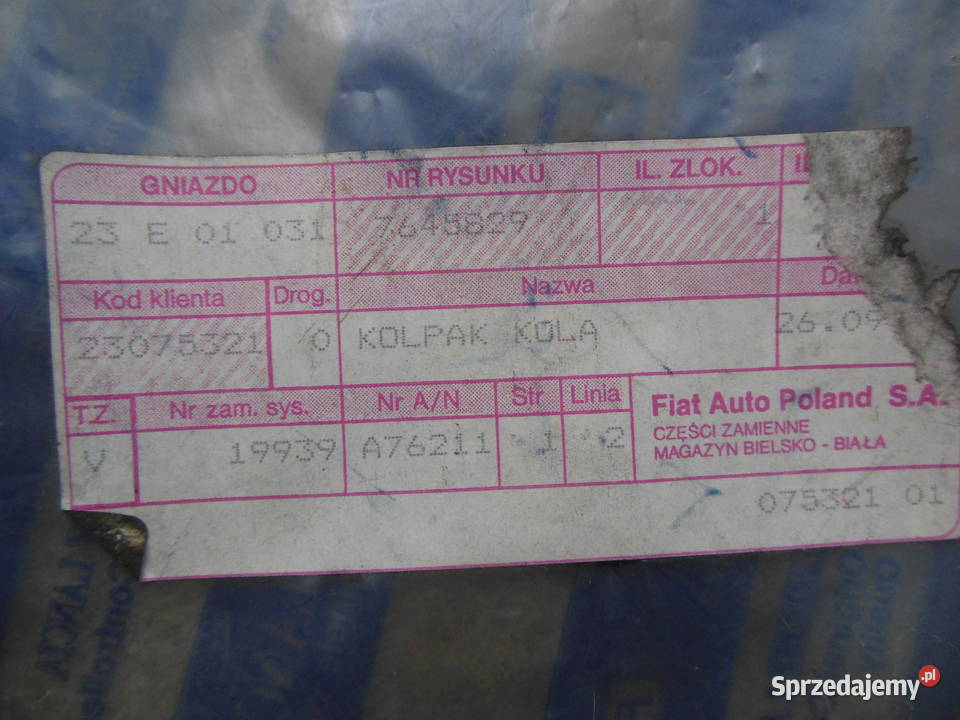 GNIAZDO NR RYSUNKU IL. ZLOK.
23 E 01 031 7645829 1
Kod klienta Drog. Nazwa
23075321 0 KOLPAK KOLA 26.09
T.Z. Nr zam. sys. Nr A/N Str Linia
V 19939 A76211 1 2
Fiat Auto Poland S.A.
CZĘŚCI ZAMIENNE
MAGAZYN BIELSKO - BIAŁA
075321 01
LANCIA
Sprzedajemy.pl